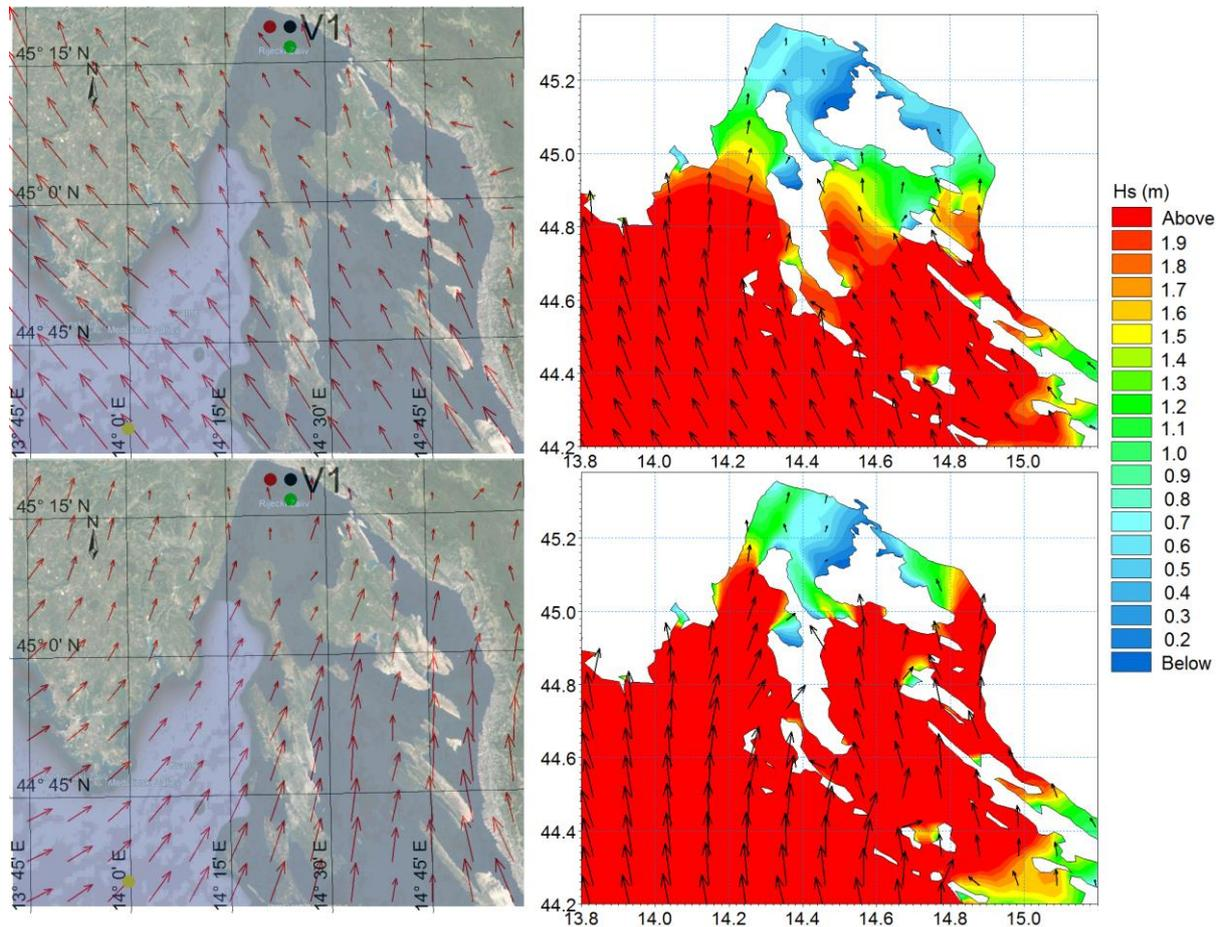 V1
Riječki zaliv
45° 15' N
N
45° 0' N
44° 45' N
13° 45' E
14° 0' E
14° 15' E
14° 30' E
14° 45' E
45.2
45.0
44.8
44.6
44.4
44.2
13.8 14.0 14.2 14.4 14.6 14.8 15.0
Hs (m)
Above
1.9
1.8
1.7
1.6
1.5
1.4
1.3
1.2
1.1
1.0
0.9
0.8
0.7
0.6
0.5
0.4
0.3
0.2
Below
V1
Riječki zaliv
45° 15' N
N
45° 0' N
44° 45' N
13° 45' E
14° 0' E
14° 15' E
14° 30' E
14° 45' E
45.2
45.0
44.8
44.6
44.4
44.2
13.8 14.0 14.2 14.4 14.6 14.8 15.0